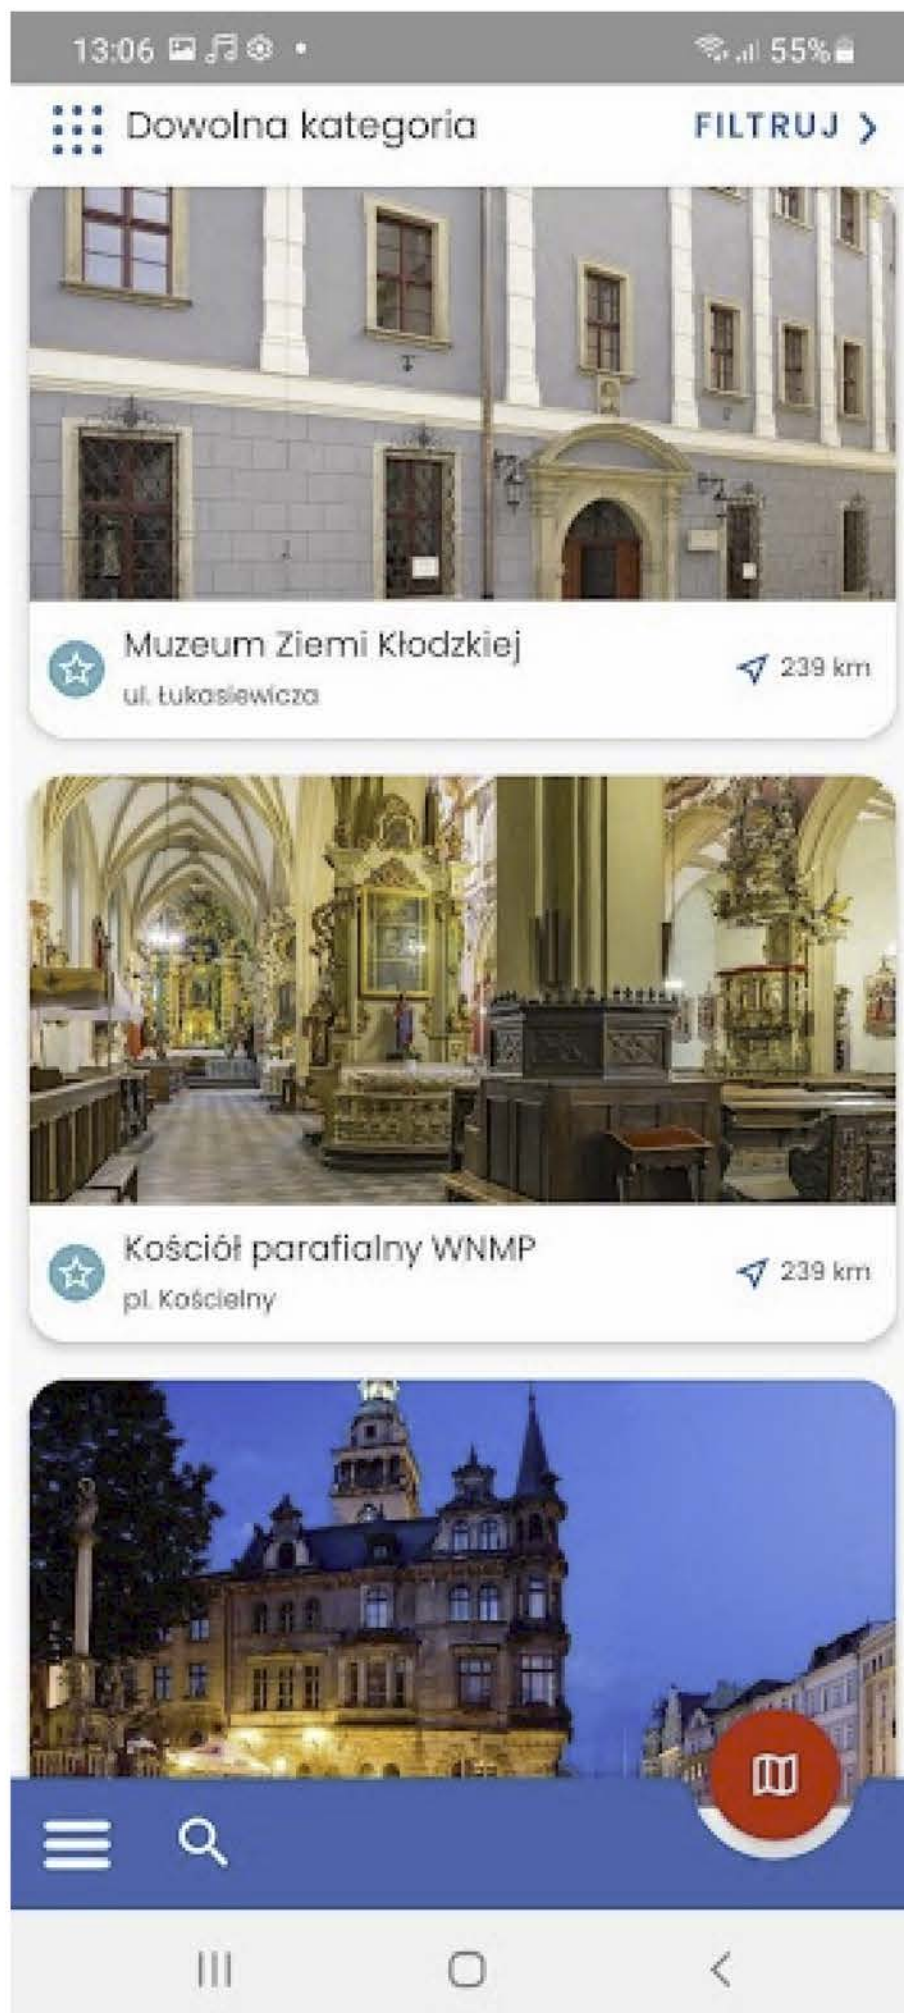 13:06
55%
Dowolna kategoria
FILTRUJ
Muzeum Ziemi Kłodzkiej
ul. Łukasiewicza
239 km
Kościół parafialny WNMP
pl. Kościelny
239 km